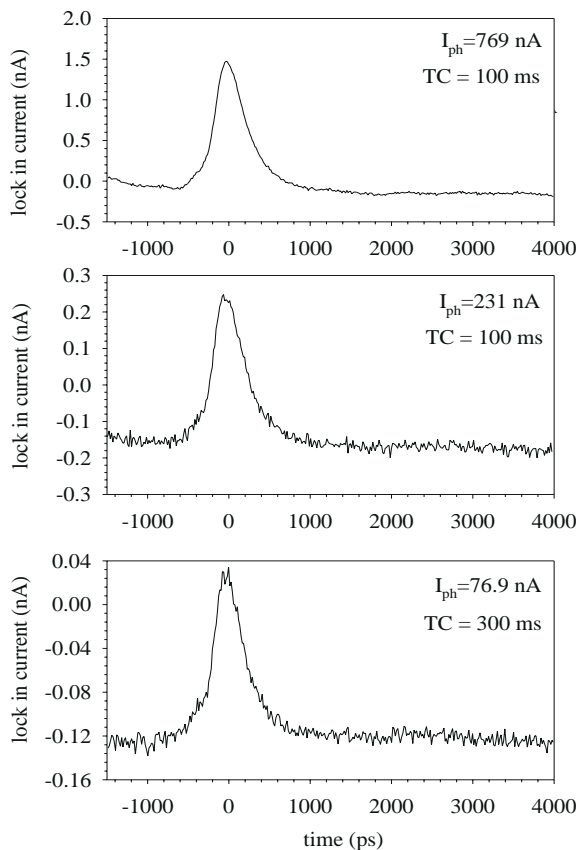 2.0
1.5
1.0
0.5
0.0
-0.5
lock in current (nA)
Iph=769 nA
TC = 100 ms
-1000 0 1000 2000 3000 4000
0.3
0.2
0.1
0.0
-0.1
-0.2
-0.3
lock in current (nA)
Iph=231 nA
TC = 100 ms
-1000 0 1000 2000 3000 4000
0.04
0.00
-0.04
-0.08
-0.12
-0.16
lock in current (nA)
Iph=76.9 nA
TC = 300 ms
-1000 0 1000 2000 3000 4000
time (ps)